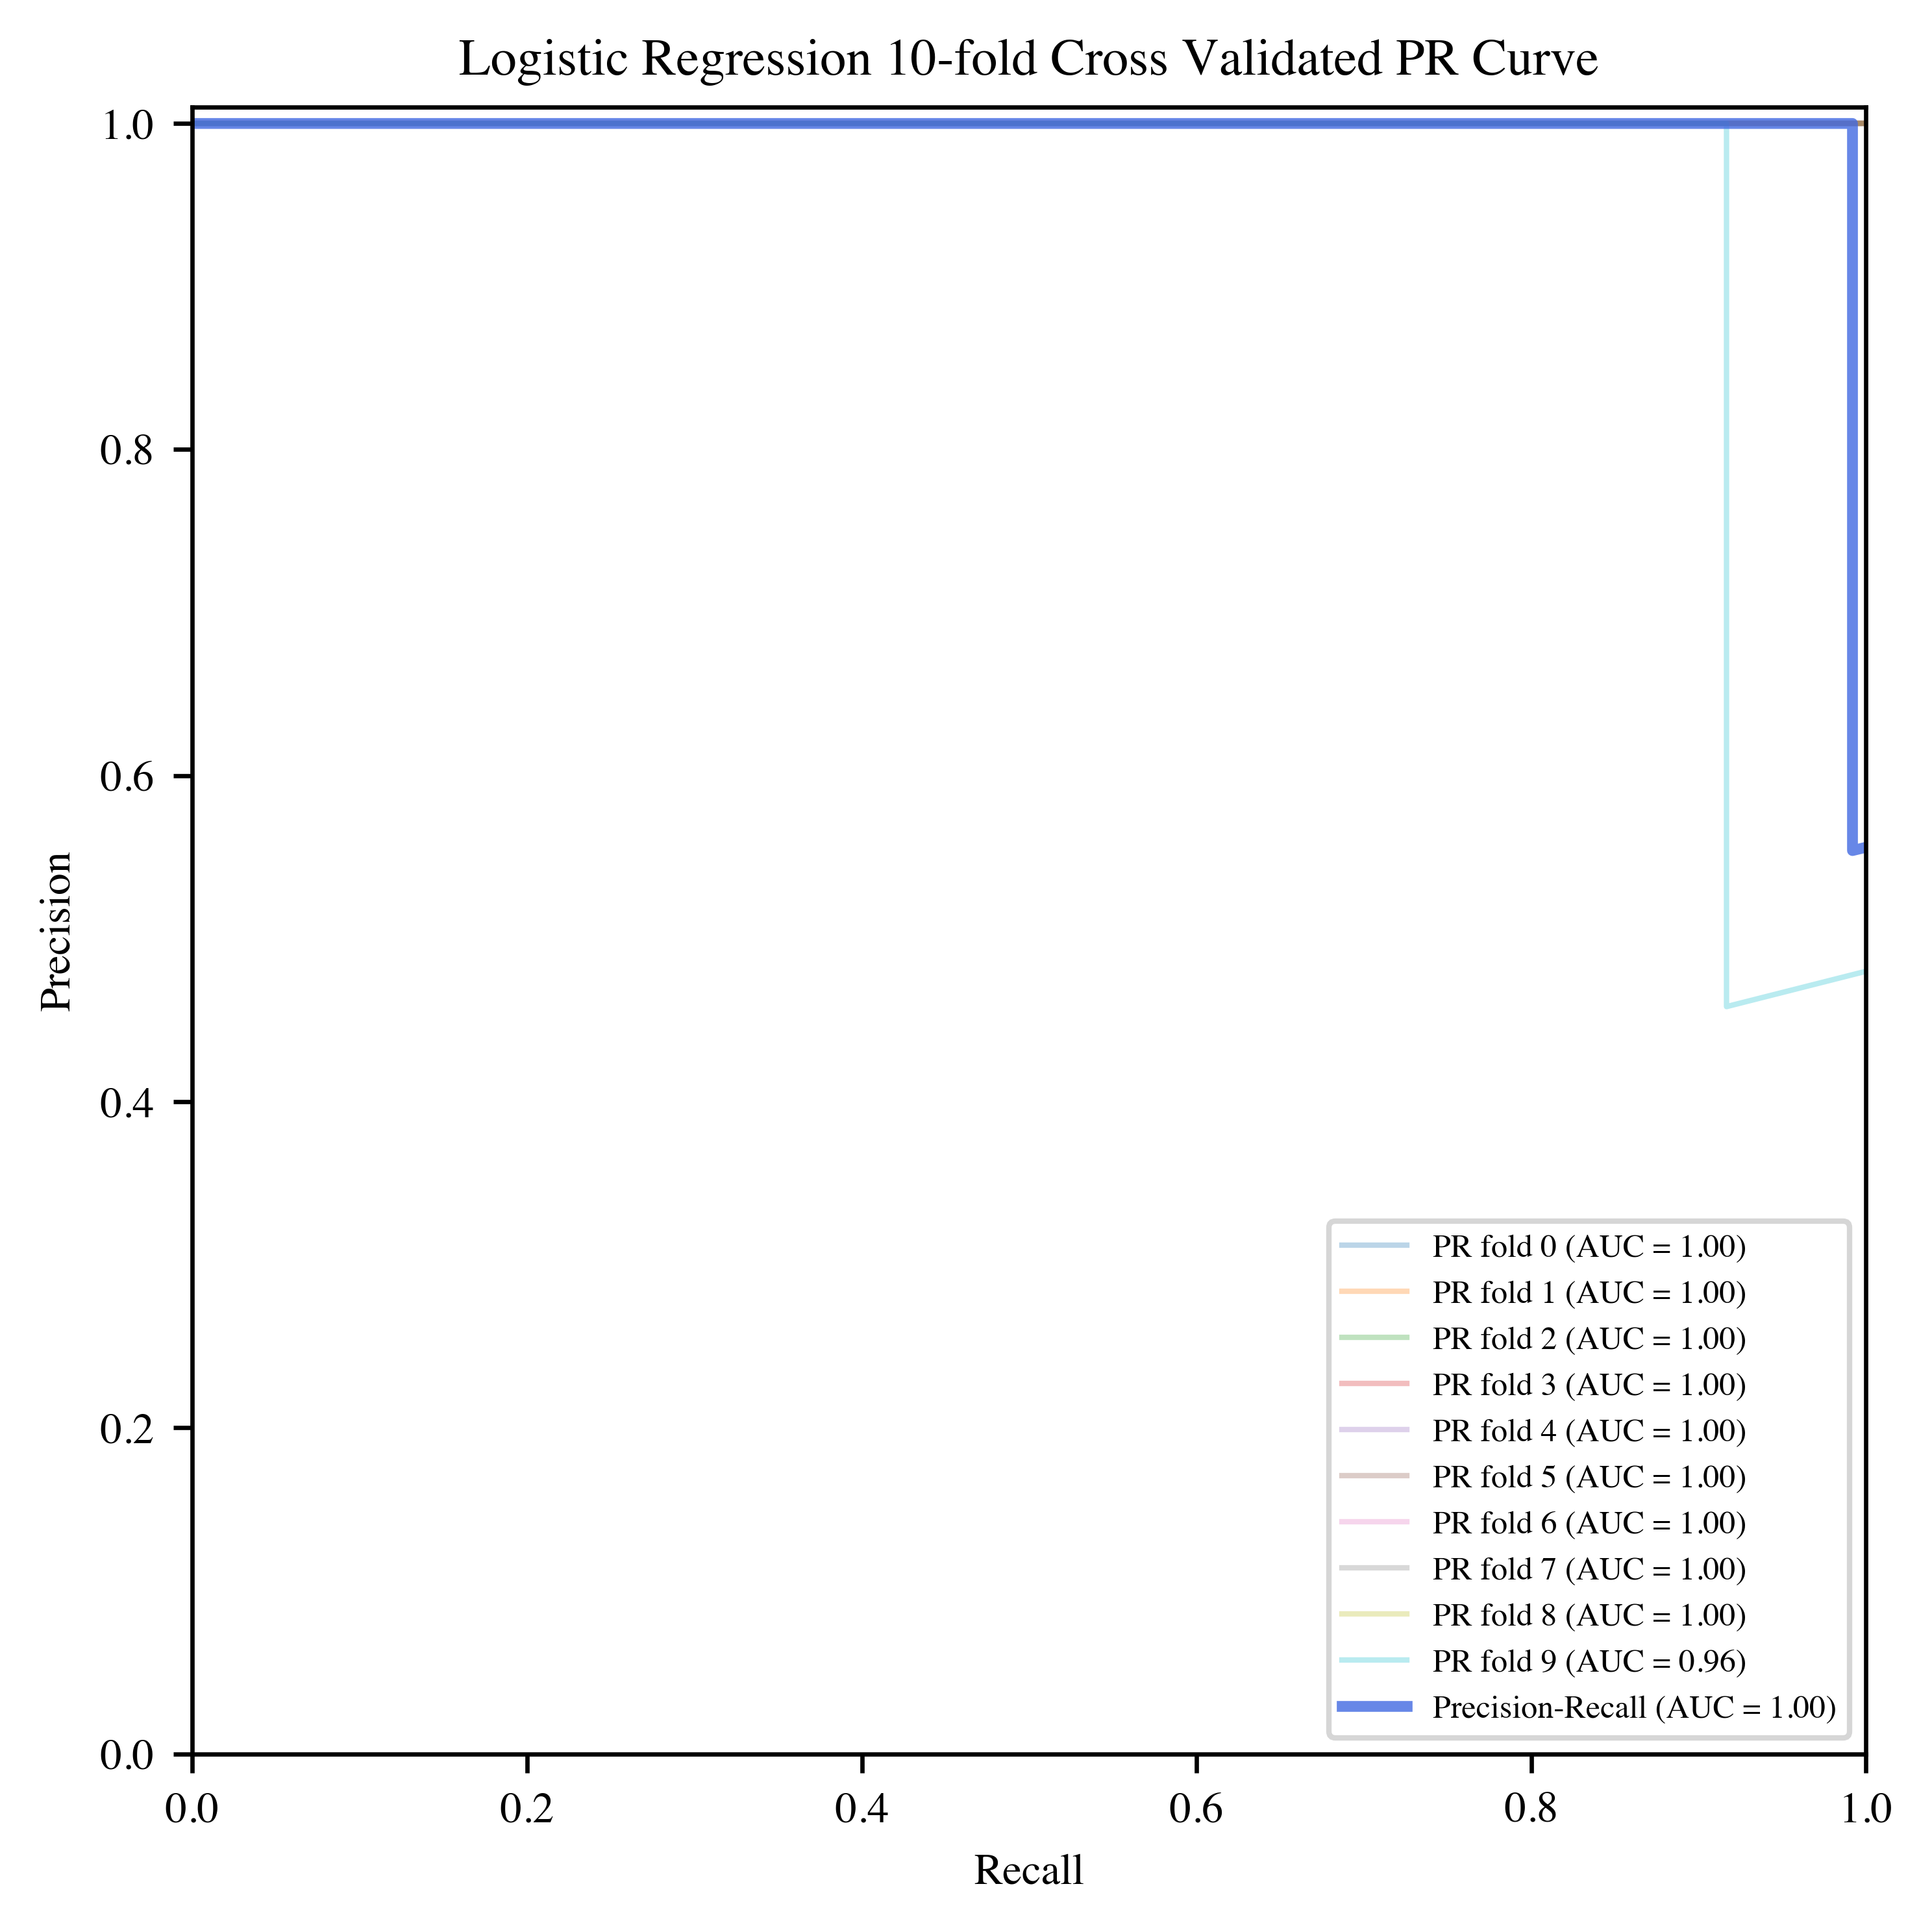 Logistic Regression 10-fold Cross Validated PR Curve
1.0
0.8
0.6
0.4
0.2
0.0
Precision
0.0 0.2 0.4 0.6 0.8 1.0
Recall
PR fold 0 (AUC = 1.00)
PR fold 1 (AUC = 1.00)
PR fold 2 (AUC = 1.00)
PR fold 3 (AUC = 1.00)
PR fold 4 (AUC = 1.00)
PR fold 5 (AUC = 1.00)
PR fold 6 (AUC = 1.00)
PR fold 7 (AUC = 1.00)
PR fold 8 (AUC = 1.00)
PR fold 9 (AUC = 0.96)
Precision-Recall (AUC = 1.00)